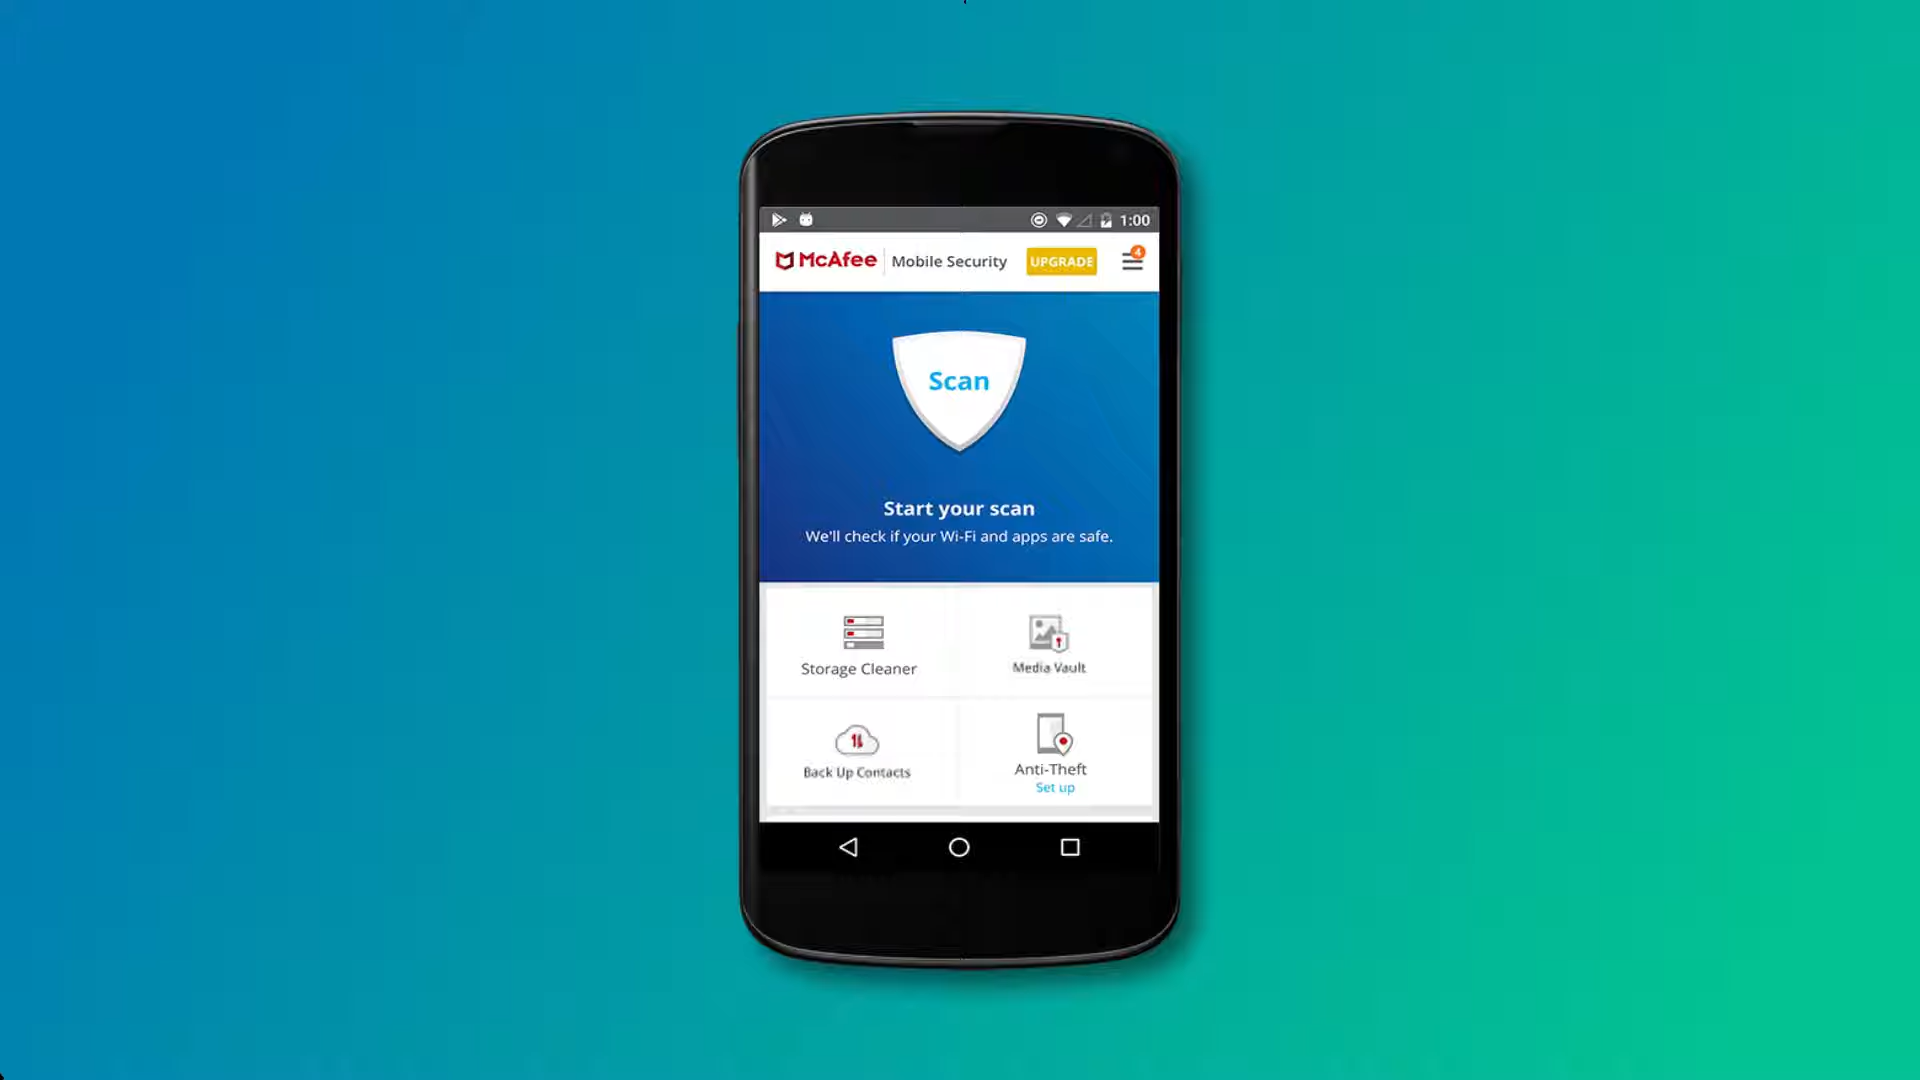 1:00
McAfee Mobile Security UPGRADE 4
Scan
Start your scan
We'll check if your Wi-Fi and apps are safe.
Storage Cleaner
Media Vault
Back Up Contacts
Anti-Theft
Set up